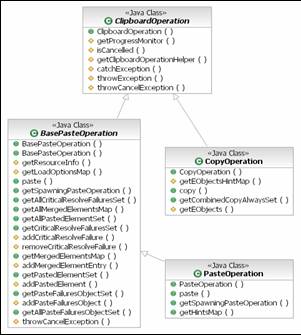 «Java Class»
ClipboardOperation
ClipboardOperation ( )
getProgressMonitor ( )
isCancelled ( )
getClipboardOperationHelper ( )
catchException ( )
throwException ( )
throwCancelException ( )
«Java Class»
BasePasteOperation
BasePasteOperation ( )
BasePasteOperation ( )
getResourceInfo ( )
getLoadOptionsMap ( )
paste ( )
getSpawningPasteOperation ( )
getAllCriticalResolveFailuresSet ( )
getAllMergedElementsMap ( )
getAllPastedElementSet ( )
getCriticalResolveFailuresSet ( )
addCriticalResolveFailure ( )
removeCriticalResolveFailure ( )
getMergedElementsMap ( )
addMergedElementEntry ( )
getPastedElementSet ( )
addPastedElement ( )
getPasteFailuresObjectSet ( )
addPasteFailuresObject ( )
getAllPasteFailuresObjectSet ( )
throwCancelException ( )
«Java Class»
CopyOperation
CopyOperation ( )
getEObjectsHintMap ( )
copy ( )
getCombinedCopyAlwaysSet ( )
getEObjects ( )
«Java Class»
PasteOperation
PasteOperation ( )
paste ( )
getSpawningPasteOperation ( )
getHintsMap ( )